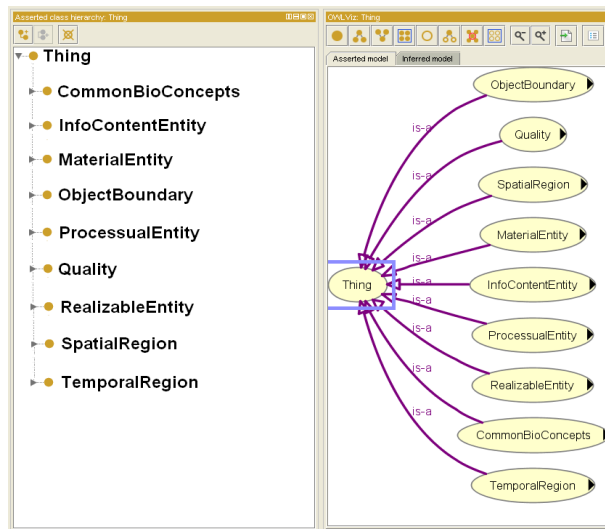 Asserted class hierarchy: Thing
Thing
CommonBioConcepts
InfoContentEntity
MaterialEntity
ObjectBoundary
ProcessualEntity
Quality
RealizableEntity
SpatialRegion
TemporalRegion
OWLViz: Thing
Asserted model Inferred model
ObjectBoundary
is-a
Quality
is-a
SpatialRegion
is-a
MaterialEntity
is-a
Thing
is-a
InfoContentEntity
is-a
ProcessualEntity
is-a
RealizableEntity
is-a
CommonBioConcepts
is-a
TemporalRegion